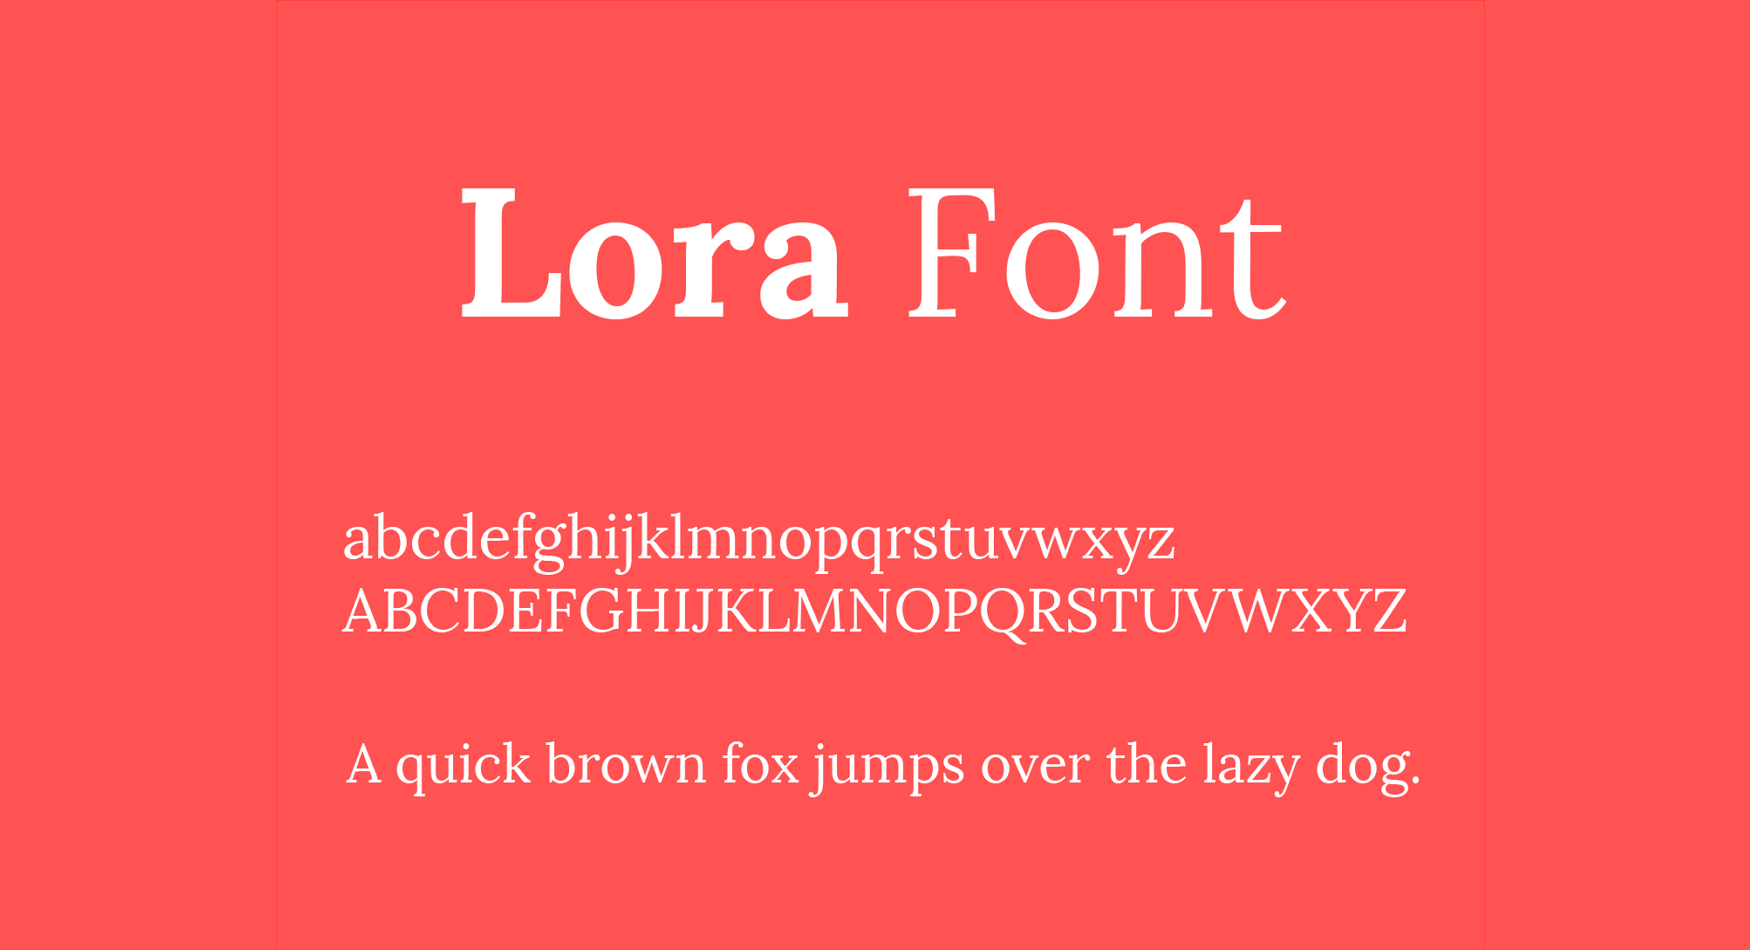 Lora Font
abcdefghijklmnopqrstuvwxyz
ABCDEFGHIJKLMNOPQRSTUVWXYZ
A quick brown fox jumps over the lazy dog.